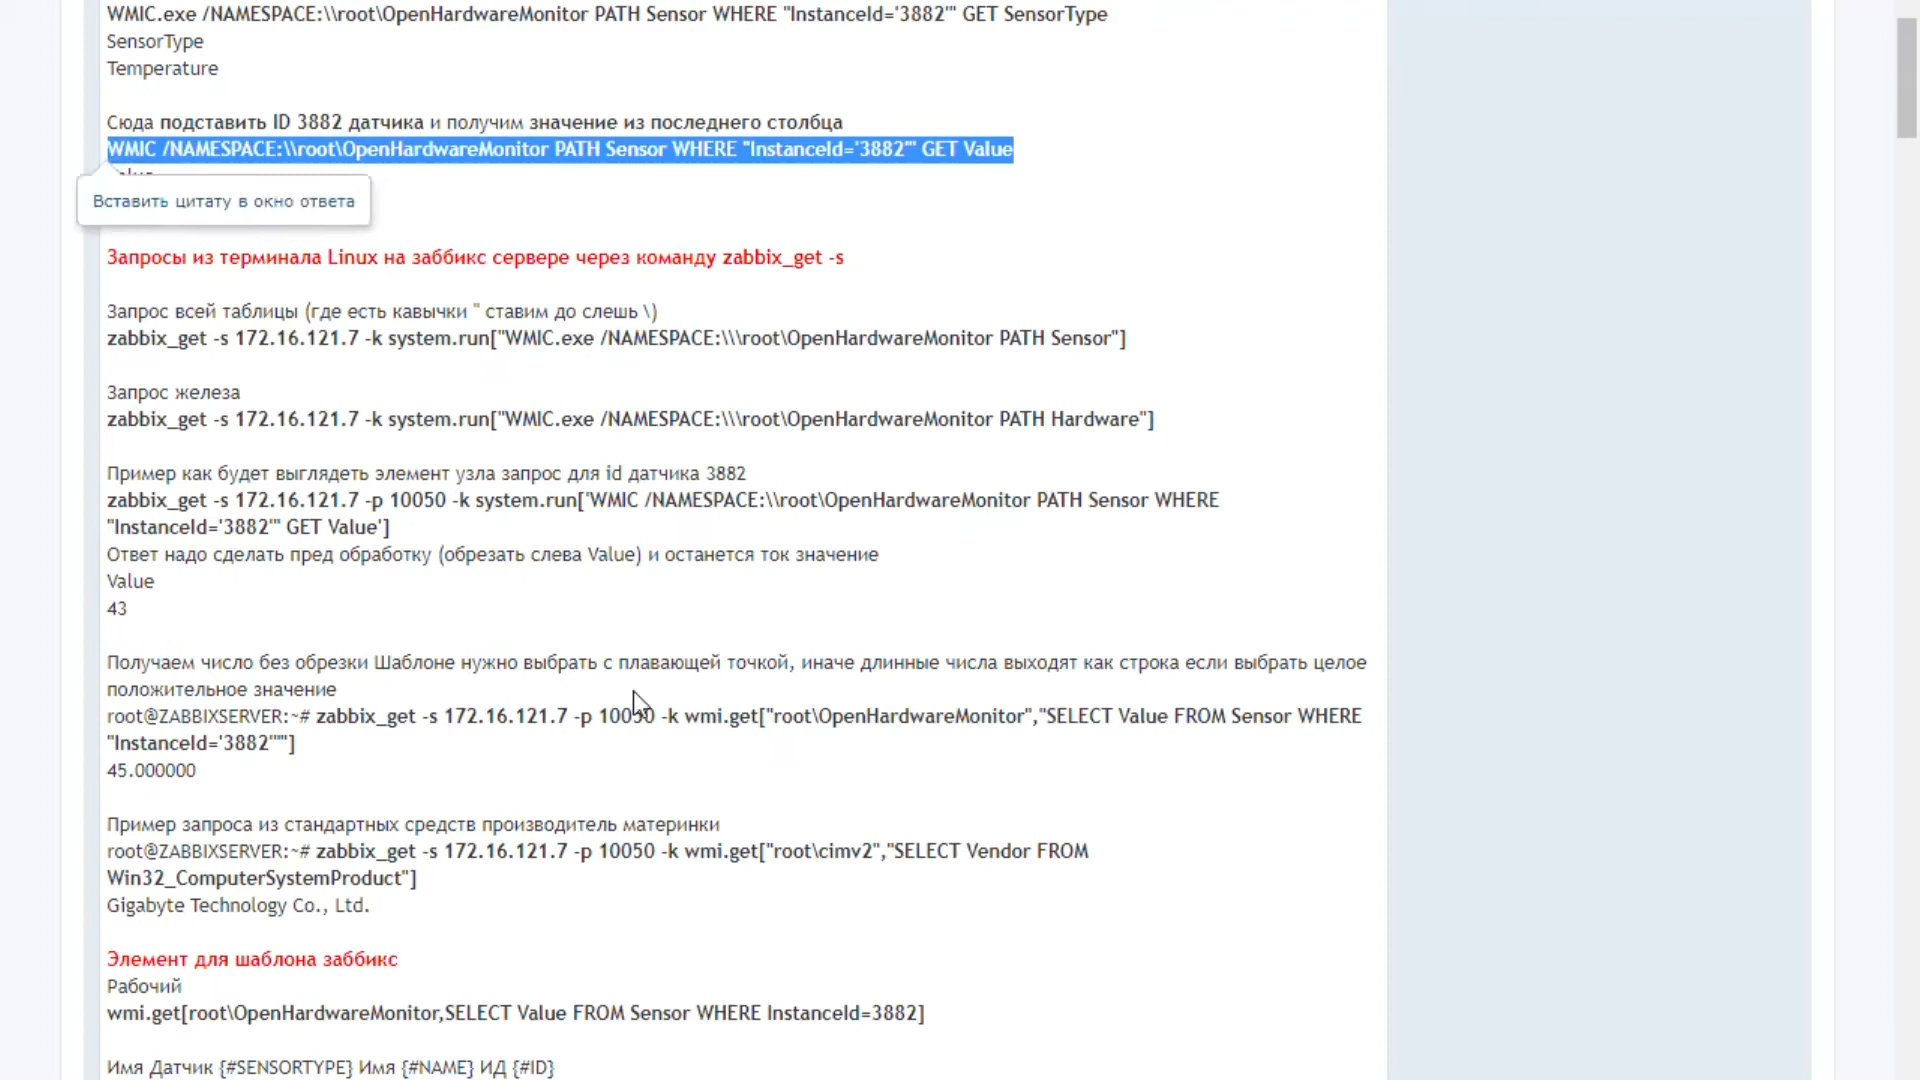 WMIC.exe /NAMESPACE:\\root\OpenHardwareMonitor PATH Sensor WHERE "InstanceId='3882'" GET SensorType
SensorType
Temperature
Сюда подставить ID 3882 датчика и получим значение из последнего столбца
WMIC /NAMESPACE:\\root\OpenHardwareMonitor PATH Sensor WHERE "InstanceId='3882'" GET Value
Вставить цитату в окно ответа
Запросы из терминала Linux на заббикс сервере через команду zabbix_get -s
Запрос всей таблицы (где есть кавычки " ставим до слешь \)
zabbix_get -s 172.16.121.7 -k system.run["WMIC.exe /NAMESPACE:\\\root\OpenHardwareMonitor PATH Sensor"]
Запрос железа
zabbix_get -s 172.16.121.7 -k system.run["WMIC.exe /NAMESPACE:\\\root\OpenHardwareMonitor PATH Hardware"]
Пример как будет выглядеть элемент узла запрос для id датчика 3882
zabbix_get -s 172.16.121.7 -p 10050 -k system.run['WMIC /NAMESPACE:\\root\OpenHardwareMonitor PATH Sensor WHERE
"InstanceId='3882'" GET Value']
Ответ надо сделать пред обработку (обрезать слева Value) и останется ток значение
Value
43
Получаем число без обрезки Шаблоне нужно выбрать с плавающей точкой, иначе длинные числа выходят как строка если выбрать целое
положительное значение
root@ZABBIXSERVER:~# zabbix_get -s 172.16.121.7 -p 10050 -k wmi.get["root\OpenHardwareMonitor","SELECT Value FROM Sensor WHERE
"InstanceId='3882'""]
45.000000
Пример запроса из стандартных средств производитель материнки
root@ZABBIXSERVER:~# zabbix_get -s 172.16.121.7 -p 10050 -k wmi.get["root\cimv2","SELECT Vendor FROM
Win32_ComputerSystemProduct"]
Gigabyte Technology Co., Ltd.
Элемент для шаблона заббикс
Рабочий
wmi.get[root\OpenHardwareMonitor,SELECT Value FROM Sensor WHERE InstanceId=3882]
Имя Датчик {#SENSORTYPE} Имя {#NAME} ИД {#ID}